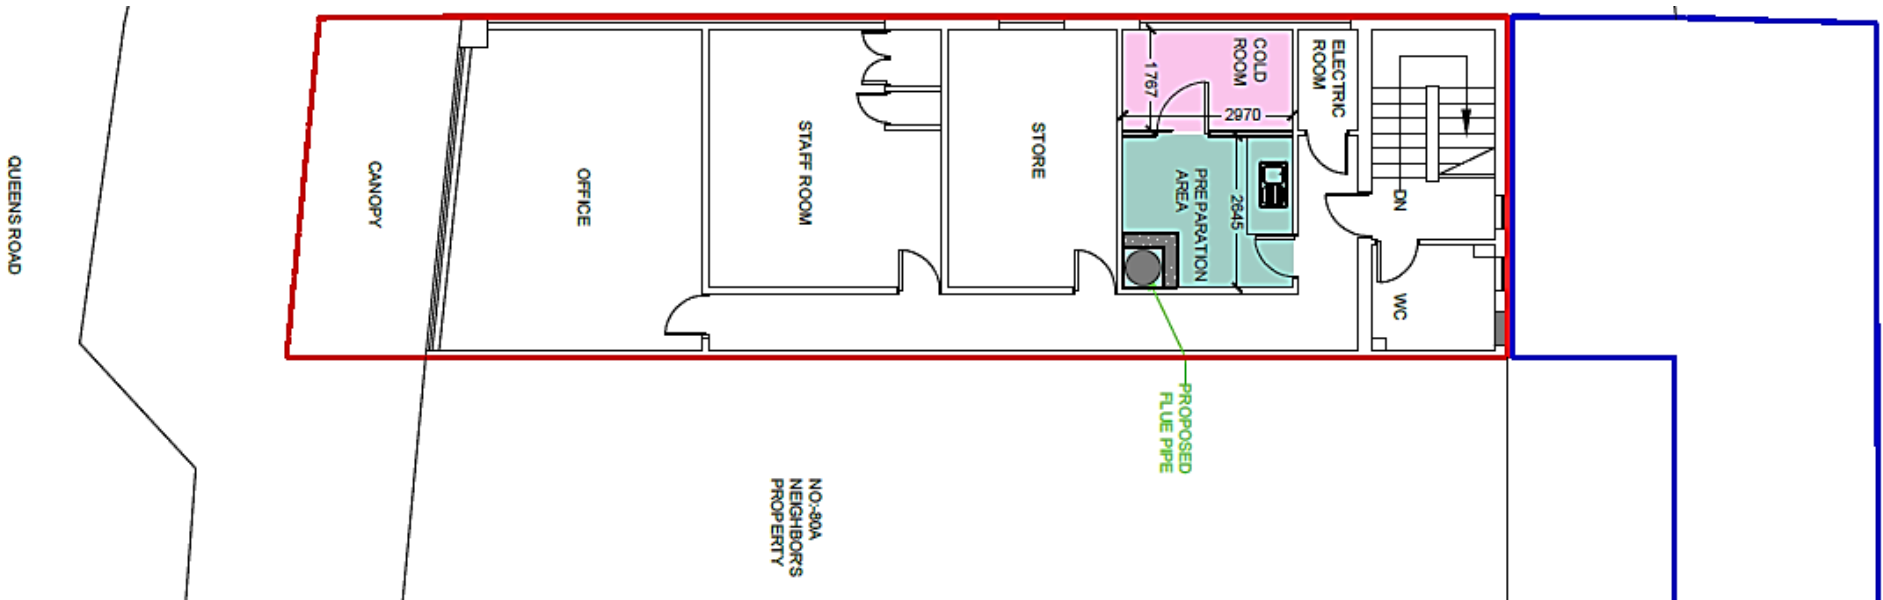 QUEENS ROAD
CANOPY
OFFICE
STAFF ROOM
STORE
COLD
ROOM
1767
2970
ELECTRIC
ROOM
PREPARATION
AREA
2645
DN
WC
PROPOSED
FLUE PIPE
NO:-80A
NEIGHBOR'S
PROPERTY